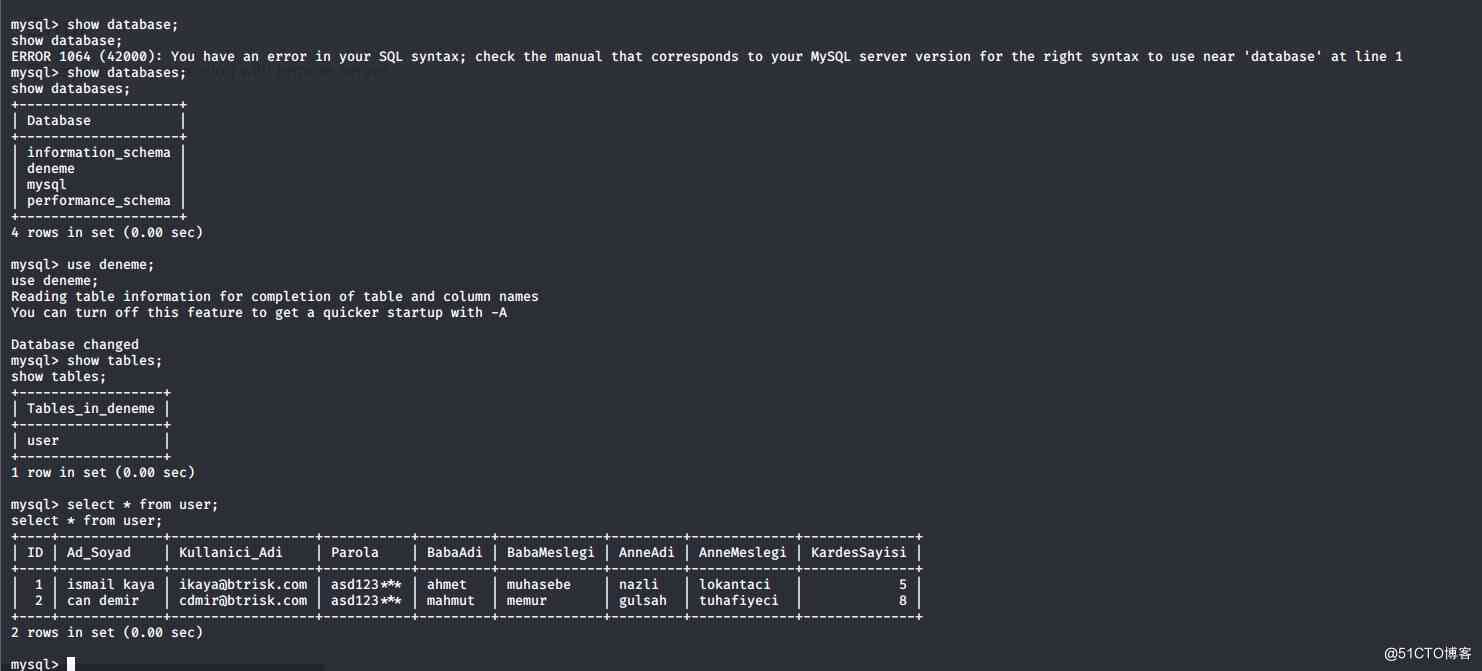 mysql> show database;
show database;
ERROR 1064 (42000): You have an error in your SQL syntax; check the manual that corresponds to your MySQL server version for the right syntax to use near 'database' at line 1
mysql> show databases;
show databases;
+--------------------+
| Database           |
+--------------------+
| information_schema |
| deneme             |
| mysql              |
| performance_schema |
+--------------------+
4 rows in set (0.00 sec)
mysql> use deneme;
use deneme;
Reading table information for completion of table and column names
You can turn off this feature to get a quicker startup with -A
Database changed
mysql> show tables;
show tables;
+------------------+
| Tables_in_deneme |
+------------------+
| user             |
+------------------+
1 row in set (0.00 sec)
mysql> select * from user;
select * from user;
+----+-------------+------------------+-----------+---------+-------------+---------+-------------+--------------+
| ID | Ad_Soyad    | Kullanici_Adi    | Parola    | BabaAdi | BabaMeslegi | AnneAdi | AnneMeslegi | KardesSayisi |
+----+-------------+------------------+-----------+---------+-------------+---------+-------------+--------------+
|  1 | ismail kaya | ikaya@btrisk.com | asd123*** | ahmet   | muhasebe    | nazli   | lokantaci   |            5 |
|  2 | can demir   | cdmir@btrisk.com | asd123*** | mahmut  | memur       | gulsah  | tuhafiyeci  |            8 |
+----+-------------+------------------+-----------+---------+-------------+---------+-------------+--------------+
2 rows in set (0.00 sec)
mysql>
@51CTO博客